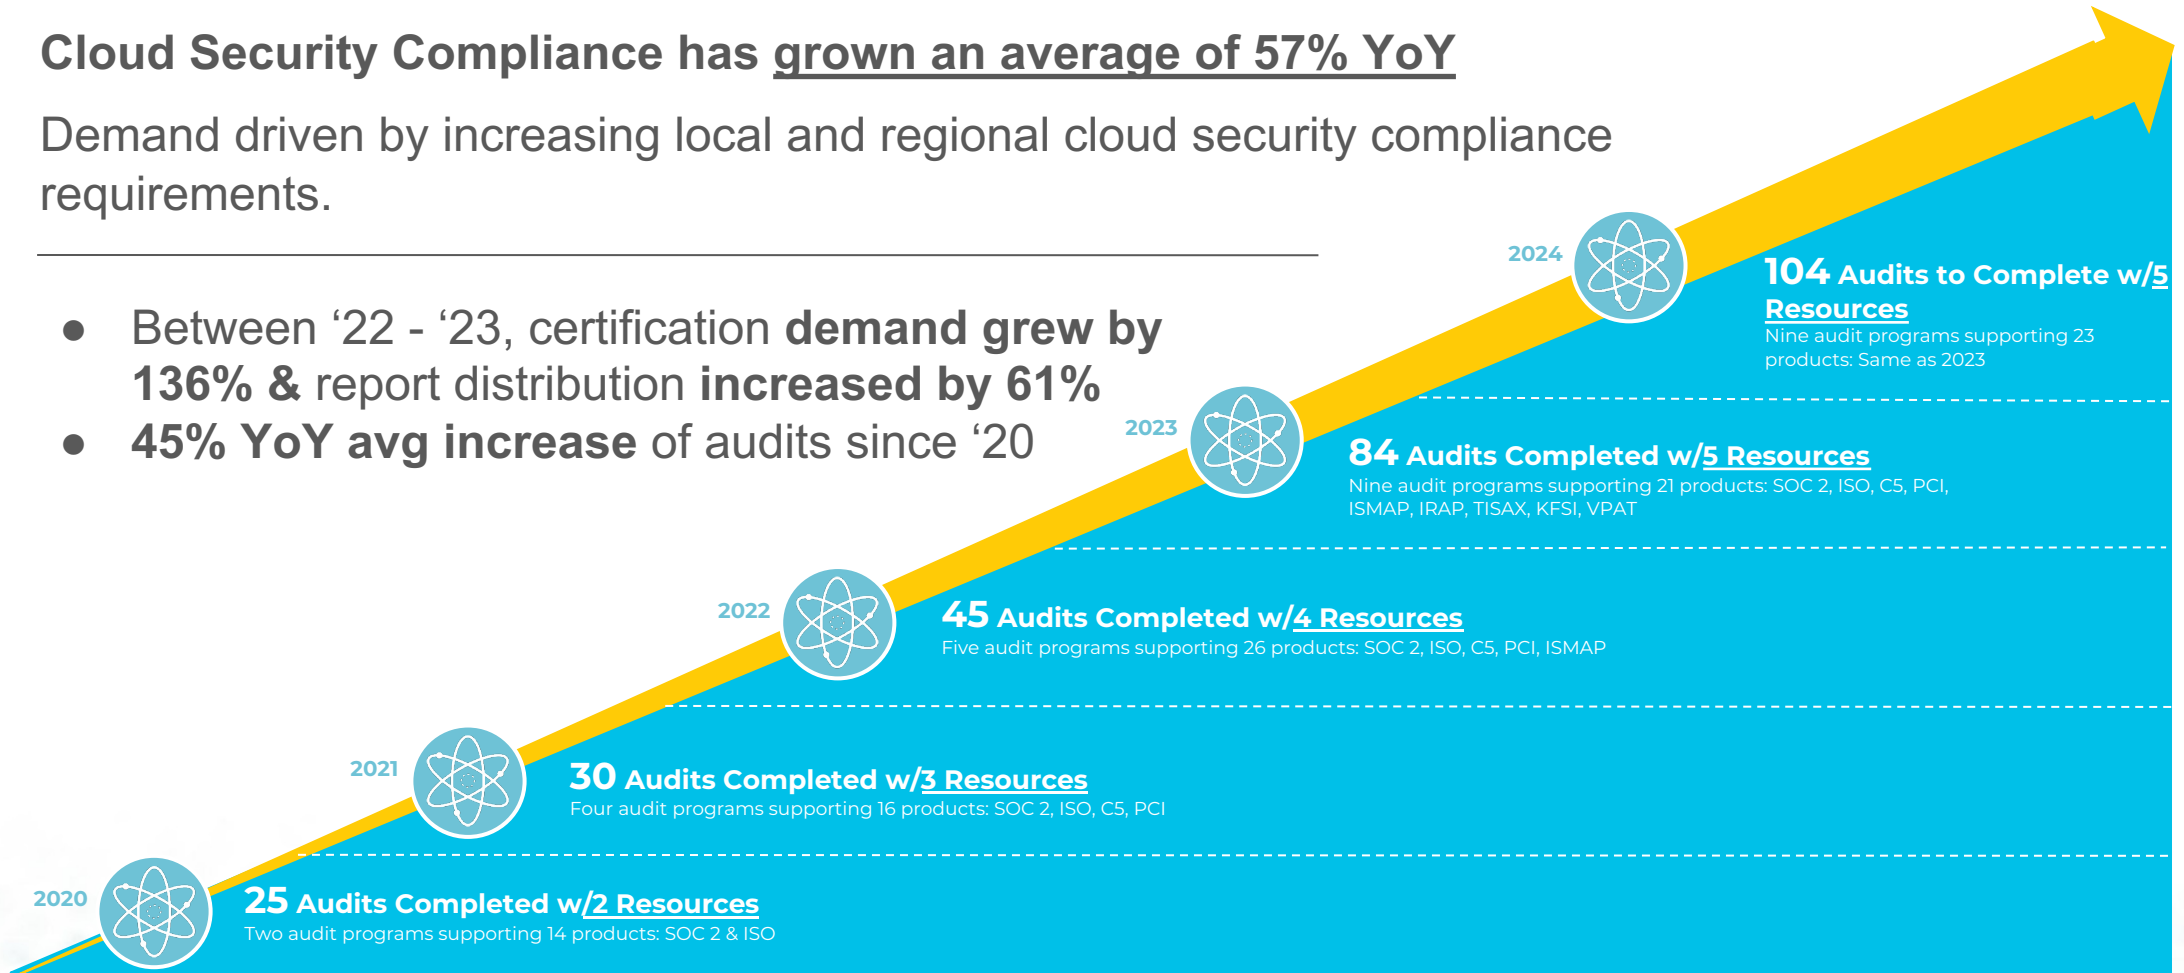 Cloud Security Compliance has grown an average of 57% YoY
Demand driven by increasing local and regional cloud security compliance
requirements.
● Between ‘22 - ‘23, certification demand grew by
136% & report distribution increased by 61%
● 45% YoY avg increase of audits since ‘20
2024
104 Audits to Complete w/5
Resources
Nine audit programs supporting 23
products: Same as 2023
2023
84 Audits Completed w/5 Resources
Nine audit programs supporting 21 products: SOC 2, ISO, C5, PCI,
ISMAP, IRAP, TISAX, KFSI, VPAT
2022
45 Audits Completed w/4 Resources
Five audit programs supporting 26 products: SOC 2, ISO, C5, PCI, ISMAP
2021
30 Audits Completed w/3 Resources
Four audit programs supporting 16 products: SOC 2, ISO, C5, PCI
2020
25 Audits Completed w/2 Resources
Two audit programs supporting 14 products: SOC 2 & ISO